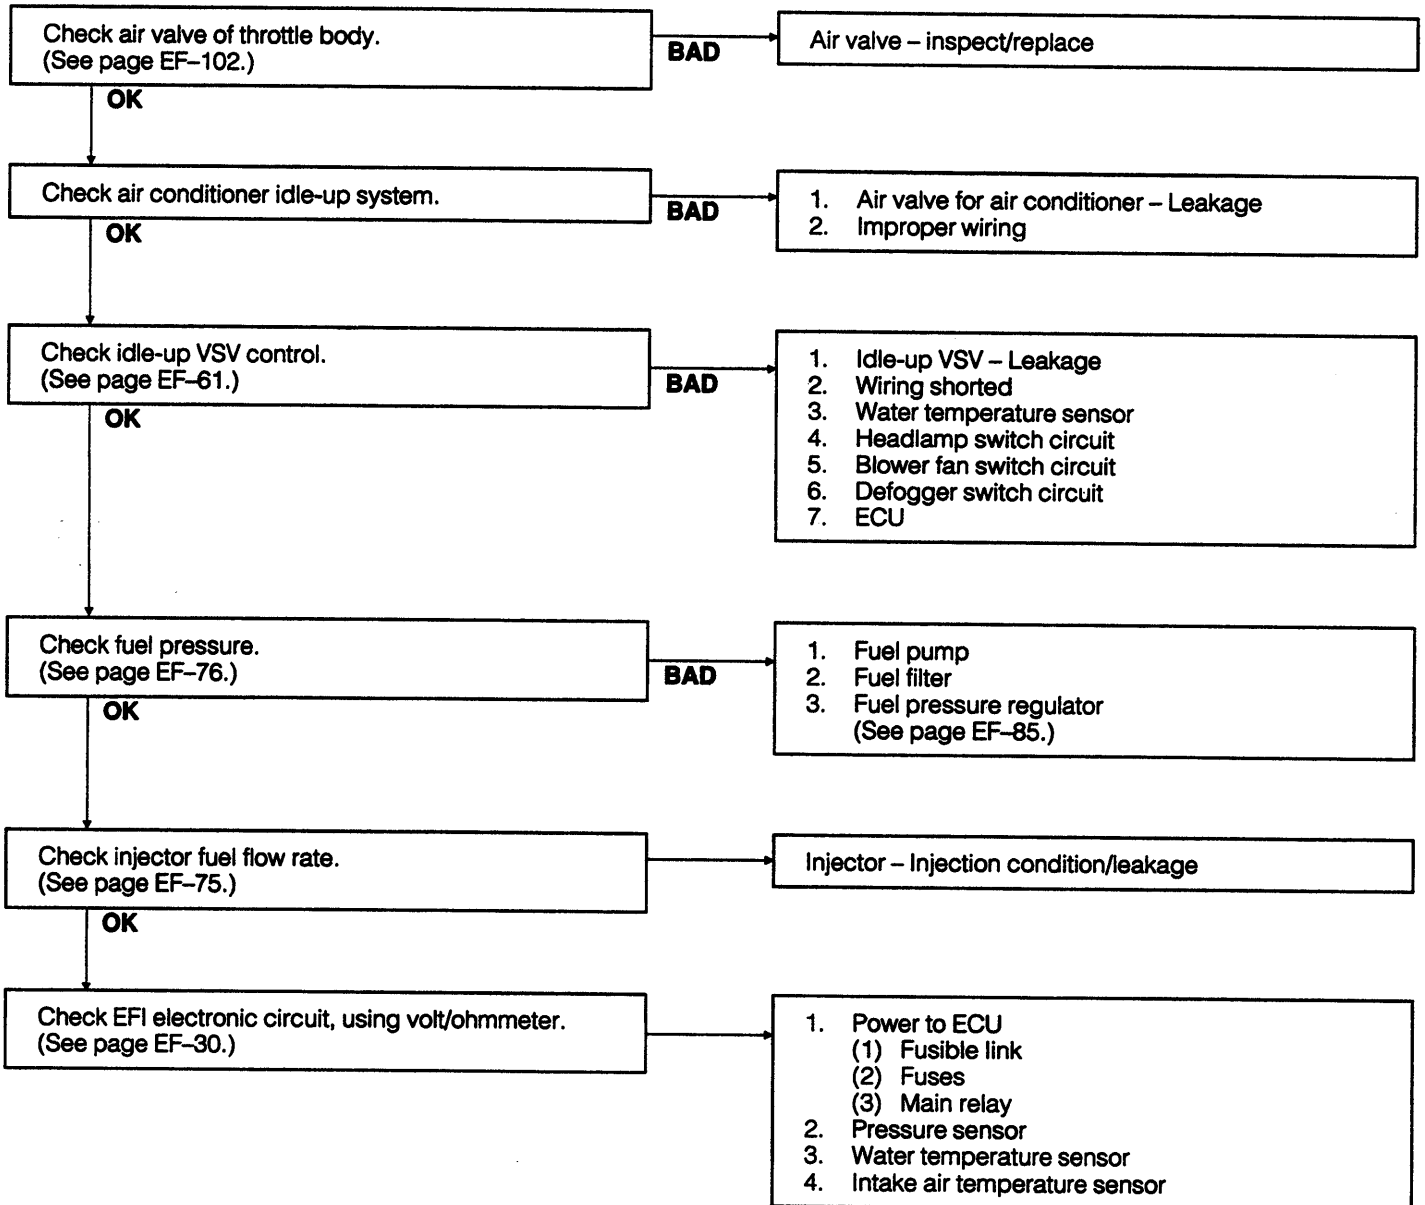 Check air valve of throttle body.
(See page EF–102.)
BAD
Air valve – inspect/replace
OK
Check air conditioner idle-up system.
BAD
1. Air valve for air conditioner – Leakage
2. Improper wiring
OK
Check idle-up VSV control.
(See page EF–61.)
BAD
1. Idle-up VSV – Leakage
2. Wiring shorted
3. Water temperature sensor
4. Headlamp switch circuit
5. Blower fan switch circuit
6. Defogger switch circuit
7. ECU
OK
Check fuel pressure.
(See page EF–76.)
BAD
1. Fuel pump
2. Fuel filter
3. Fuel pressure regulator
(See page EF–85.)
OK
Check injector fuel flow rate.
(See page EF–75.)
Injector – Injection condition/leakage
OK
Check EFI electronic circuit, using volt/ohmmeter.
(See page EF–30.)
1. Power to ECU
(1) Fusible link
(2) Fuses
(3) Main relay
2. Pressure sensor
3. Water temperature sensor
4. Intake air temperature sensor